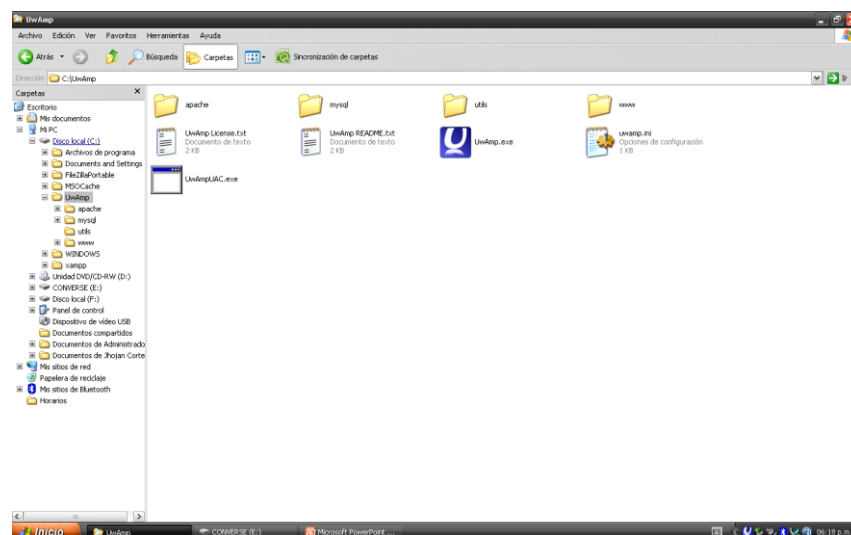 UwAmp
Archivo Edición Ver Favoritos Herramientas Ayuda
Atrás Búsqueda Carpetas Sincronización de carpetas
Dirección C:\UwAmp Ir
Carpetas
Escritorio
Mis documentos
Mi PC
Disco local (C:)
Archivos de programa
Documents and Settings
FileZillaPortable
MSOCache
UwAmp
apache
mysql
utils
www
WINDOWS
xampp
Unidad DVD/CD-RW (D:)
CONVERSE (E:)
Disco local (F:)
Panel de control
Dispositivo de vídeo USB
Documentos compartidos
Documentos de Administrado
Documentos de Jhojan Corte
Mis sitios de red
Papelera de reciclaje
Mis sitios de Bluetooth
Horarios
apache
mysql
utils
www
UwAmp License.txt
Documento de texto
2 KB
UwAmp README.txt
Documento de texto
2 KB
UwAmp.exe
uwamp.ini
Opciones de configuración
1 KB
UwAmpUAC.exe
Inicio UwAmp CONVERSE (E:) Microsoft PowerPoint ... ES 06:18 p.m.